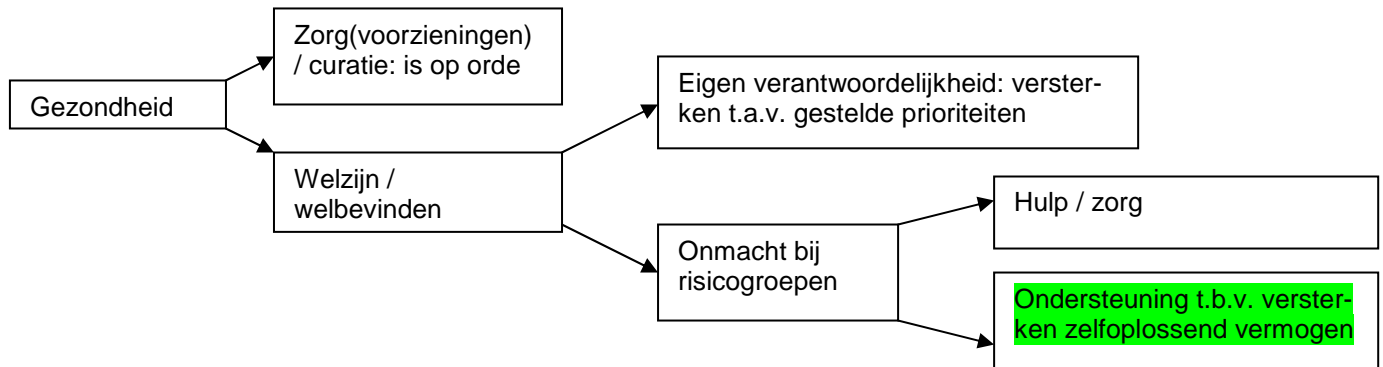 Zorg(voorzieningen)
/ curatie: is op orde
Gezondheid
Eigen verantwoordelijkheid: verster-
ken t.a.v. gestelde prioriteiten
Welzijn /
welbevinden
Hulp / zorg
Onmacht bij
risicogroepen
Ondersteuning t.b.v. verster-
ken zelfoplossend vermogen